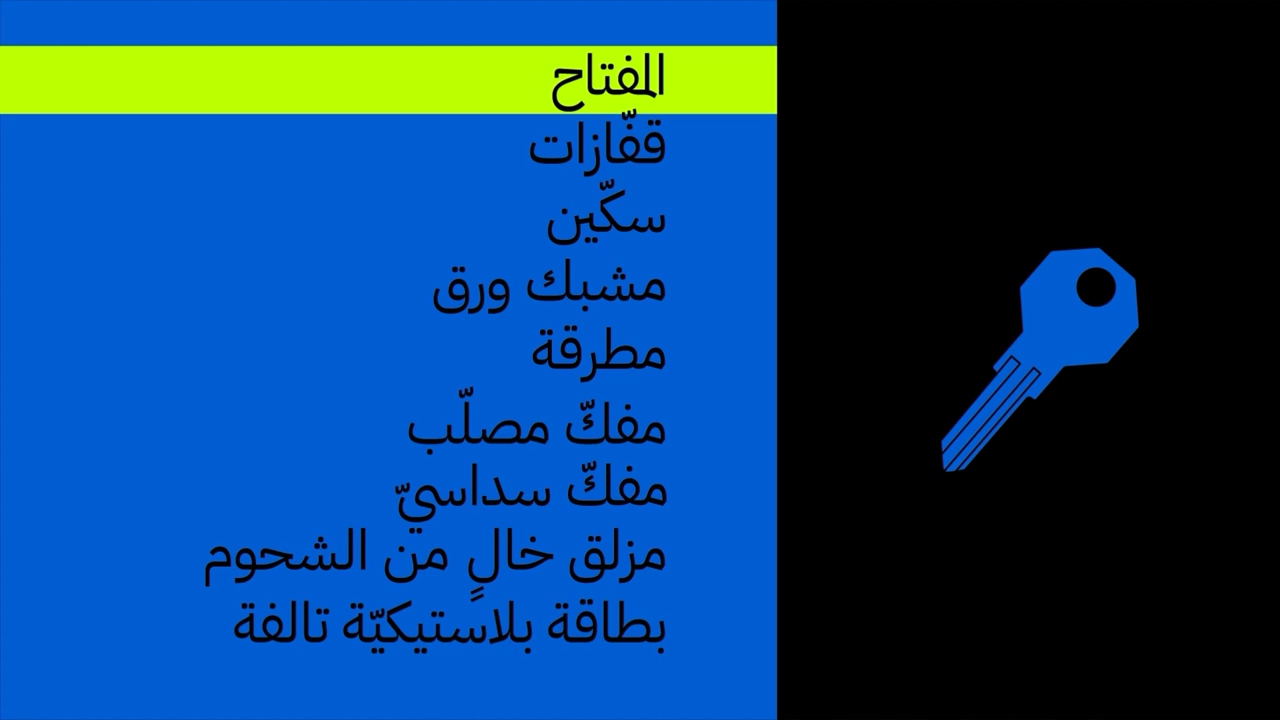 المفتاح
قفّازات
سكّين
مشبك ورق
مطرقة
مفكّ مصلّب
مفكّ سداسيّ
مزلق خالٍ من الشحوم
بطاقة بلاستيكيّة تالفة